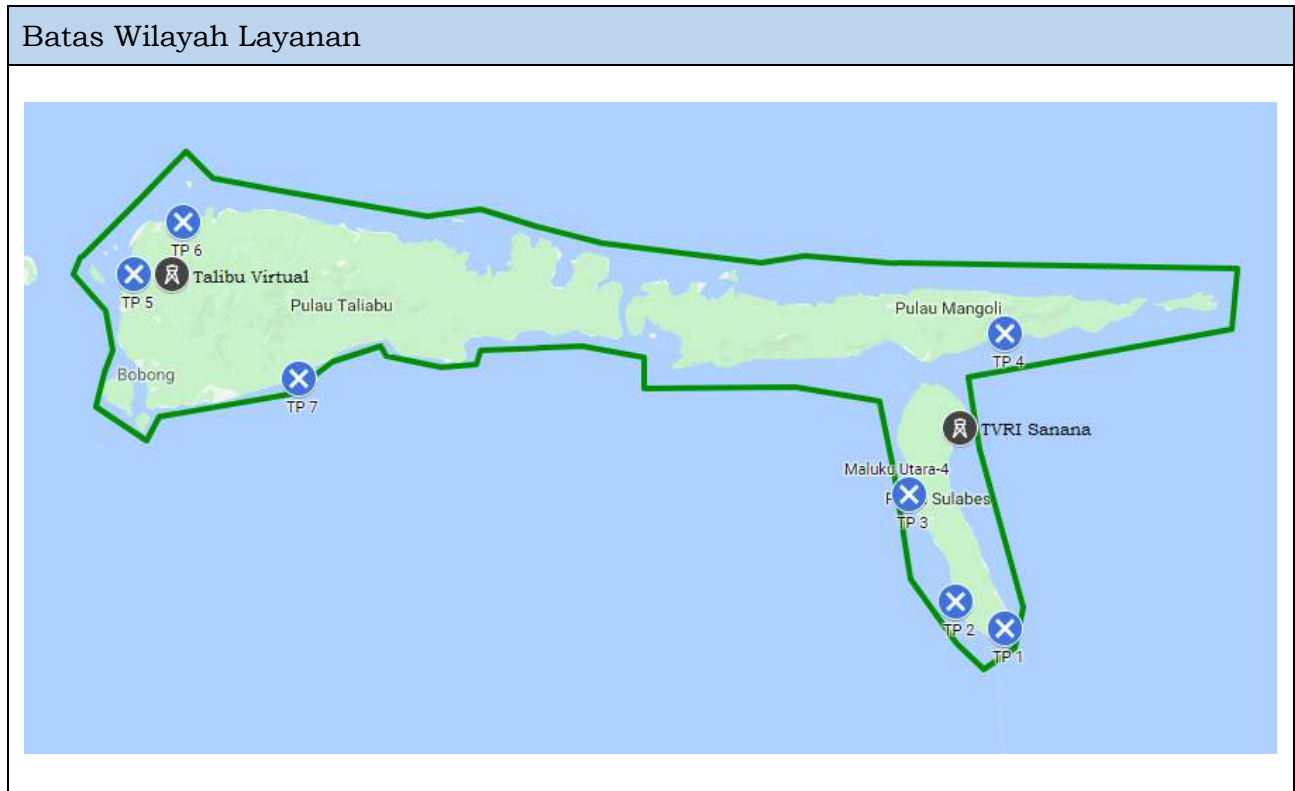 Batas Wilayah Layanan
TP 6
TP 5
Talibu Virtual
Pulau Taliabu
Pulau Mangoli
TP 4
Bobong
TP 7
TVRI Sanana
Maluku Utara-4
Sulabes
TP 3
TP 2
TP 1